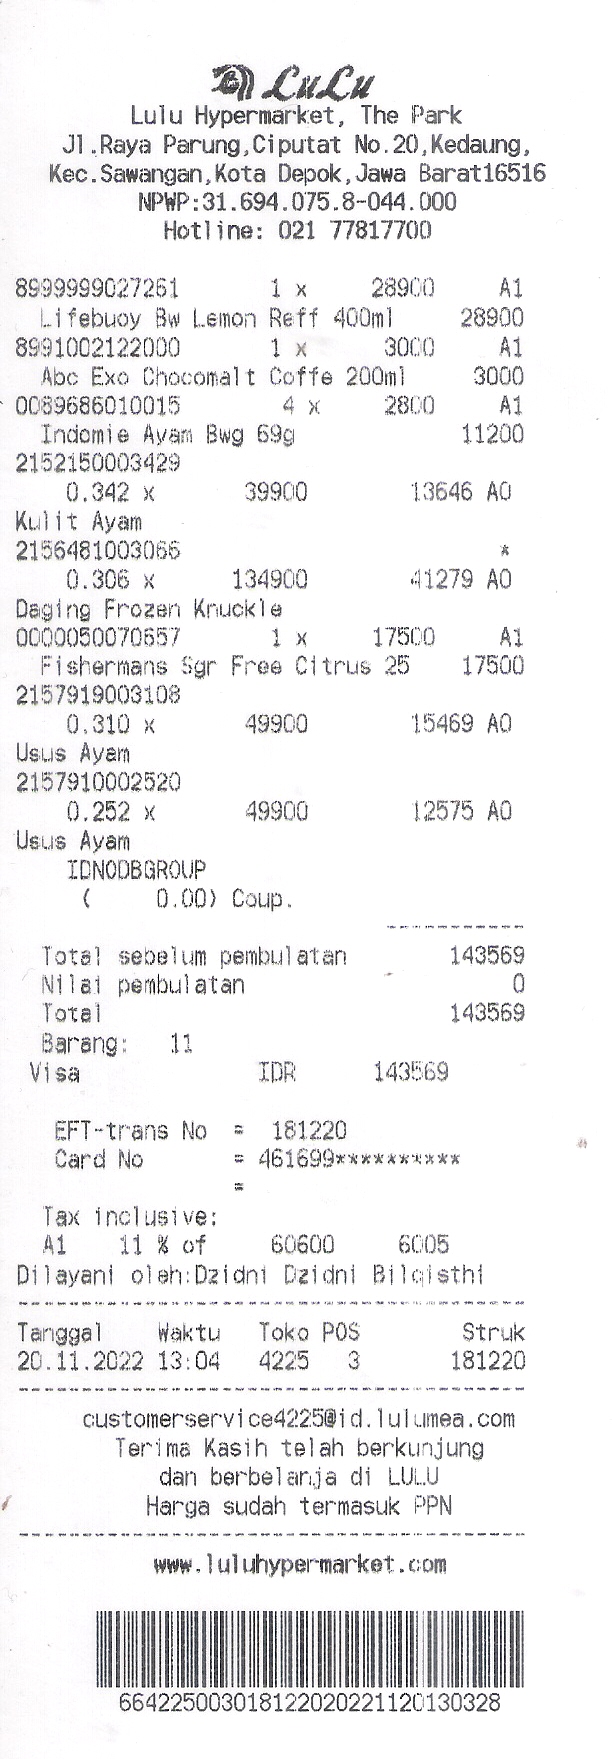 LuLu
Lulu Hypermarket, The Park
Jl.Raya Parung,Ciputat No.20,Kedaung,
Kec.Sawangan,Kota Depok,Jawa Barat16516
NPWP:31.694.075.8-044.000
Hotline: 021 77817700
8999999027261 1 x 28900 A1
Lifebuoy Bw Lemon Reff 400ml 28900
8991002122000 1 x 3000 A1
Abc Exo Chocomalt Coffe 200ml 3000
0089686010015 4 x 2800 A1
Indomie Ayam Bwg 69g 11200
2152150003429
0.342 x 39900 13646 A0
Kulit Ayam
2156481003066 *
0.306 x 134900 41279 A0
Daging Frozen Knuckle
0000050070657 1 x 17500 A1
Fishermans Sgr Free Citrus 25 17500
2157919003108
0.310 x 49900 15469 A0
Usus Ayam
2157910002520
0.252 x 49900 12575 A0
Usus Ayam
IDNODBGROUP
( 0.00) Coup.
-----------
Total sebelum pembulatan 143569
Nilai pembulatan 0
Total 143569
Barang: 11
Visa IDR 143569
EFT-trans No = 181220
Card No = 461699**********
=
Tax inclusive:
A1 11 % of 60600 6005
Dilayani oleh:Dzidni Dzidni Bilqisthi
----------------------------------------
Tanggal Waktu Toko POS Struk
20.11.2022 13:04 4225 3 181220
----------------------------------------
customerservice4225@id.lulumea.com
Terima Kasih telah berkunjung
dan berbelanja di LULU
Harga sudah termasuk PPN
----------------------------------------
www.luluhypermarket.com
664225003018122020221120130328